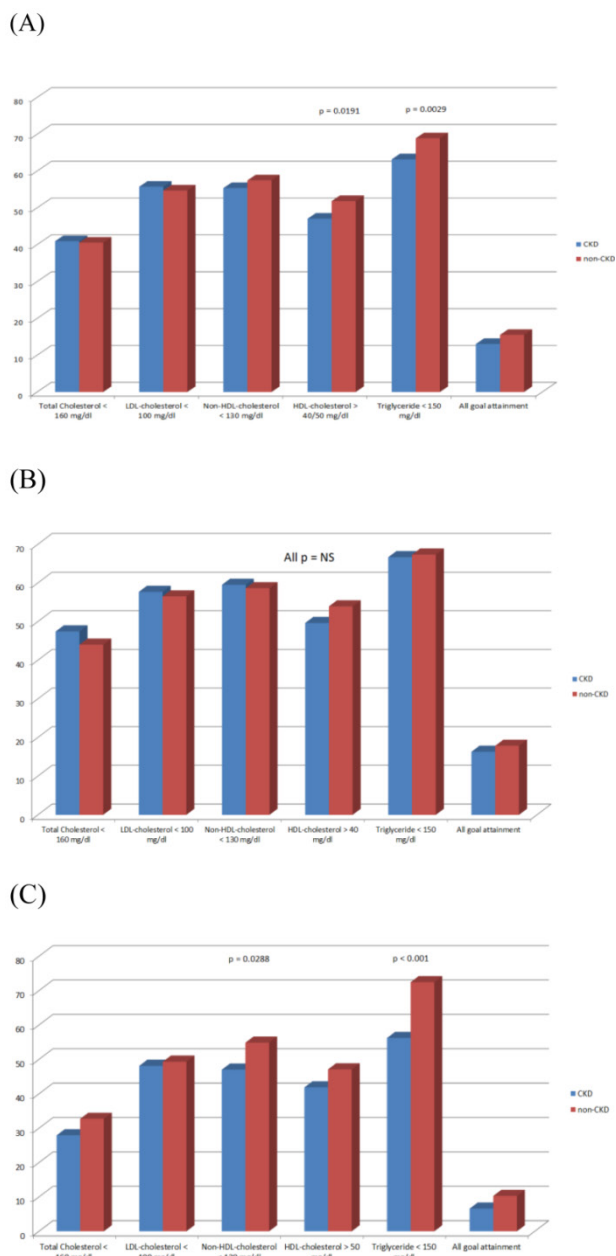 (A)
80
70
60
50
40
30
20
10
0
p = 0.0191 p = 0.0029
CKD
non-CKD
Total Cholesterol < LDL-cholesterol < Non-HDL-cholesterol HDL-cholesterol > Triglyceride < 150 All goal attainment
160 mg/dl 100 mg/dl < 130 mg/dl 40/50 mg/dl mg/dl
(B)
70
60
50
40
30
20
10
0
All p = NS
CKD
non-CKD
Total Cholesterol < LDL-cholesterol < 100 Non-HDL-cholesterol HDL-cholesterol > 40 Triglyceride < 150 All goal attainment
160 mg/dl mg/dl < 130 mg/dl mg/dl mg/dl
(C)
80
70
60
50
40
30
20
10
0
p = 0.0288 p < 0.001
CKD
non-CKD
Total Cholesterol < LDL-cholesterol < Non-HDL-cholesterol HDL-cholesterol > 50 Triglyceride < 150 All goal attainment